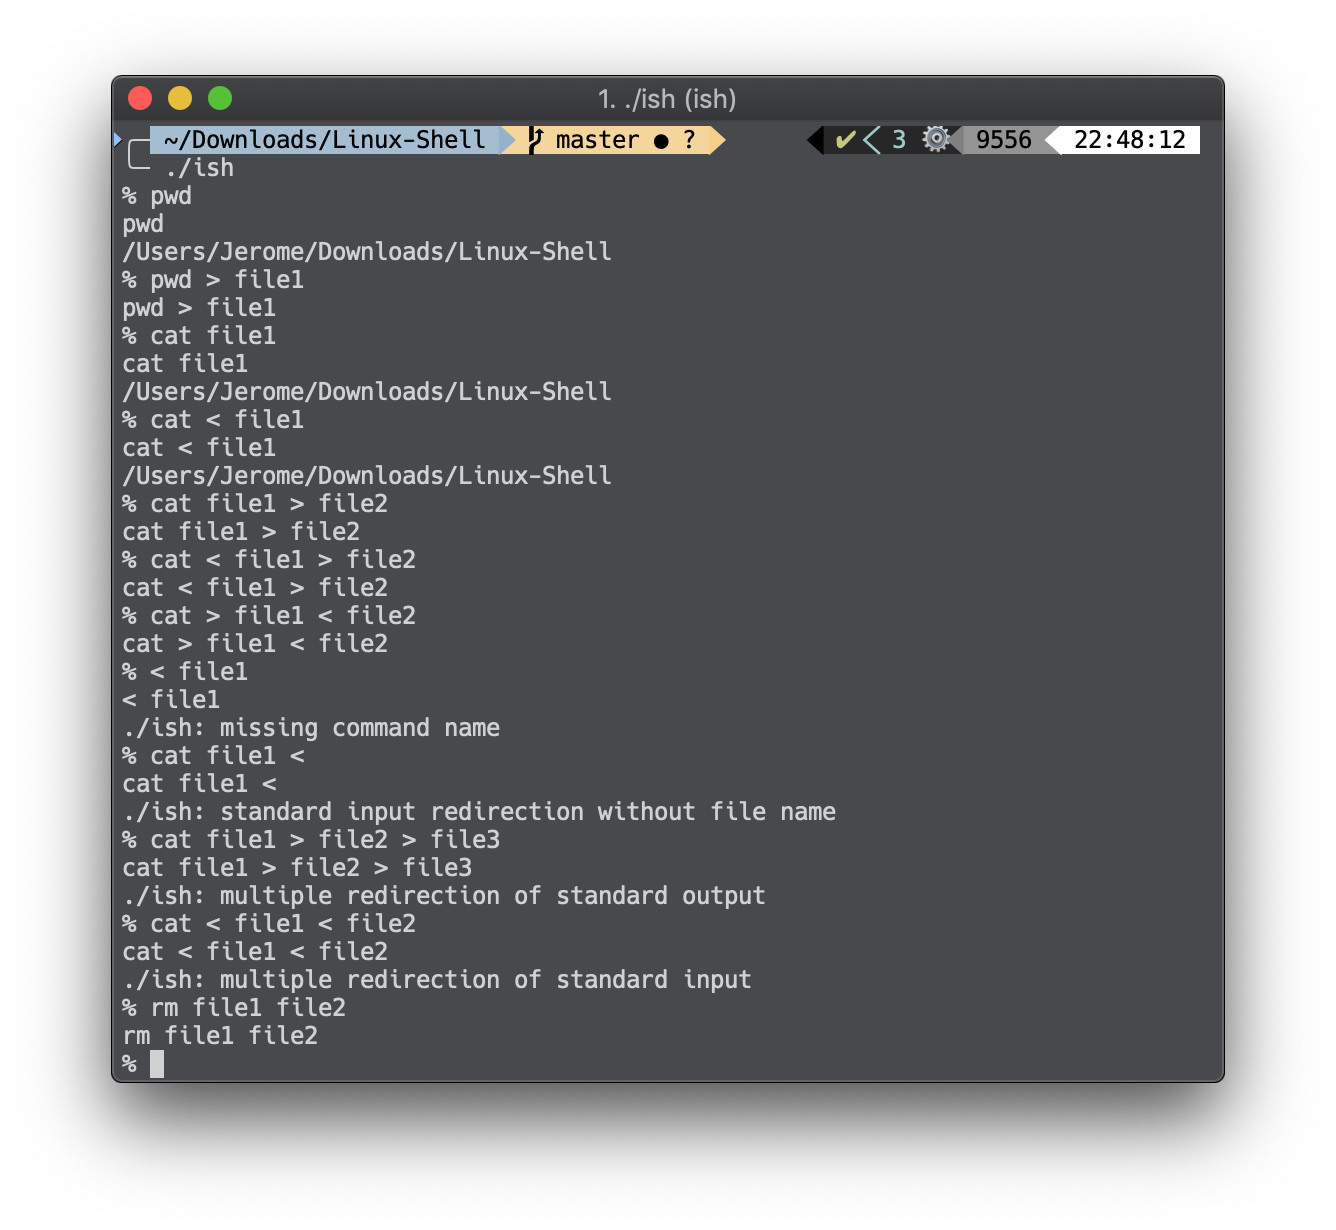 1. ./ish (ish)
~/Downloads/Linux-Shell master ● ? ✔ 3 ⚙ 9556 22:48:12
./ish
% pwd
pwd
/Users/Jerome/Downloads/Linux-Shell
% pwd > file1
pwd > file1
% cat file1
cat file1
/Users/Jerome/Downloads/Linux-Shell
% cat < file1
cat < file1
/Users/Jerome/Downloads/Linux-Shell
% cat file1 > file2
cat file1 > file2
% cat < file1 > file2
cat < file1 > file2
% cat > file1 < file2
cat > file1 < file2
% < file1
< file1
./ish: missing command name
% cat file1 <
cat file1 <
./ish: standard input redirection without file name
% cat file1 > file2 > file3
cat file1 > file2 > file3
./ish: multiple redirection of standard output
% cat < file1 < file2
cat < file1 < file2
./ish: multiple redirection of standard input
% rm file1 file2
rm file1 file2
%